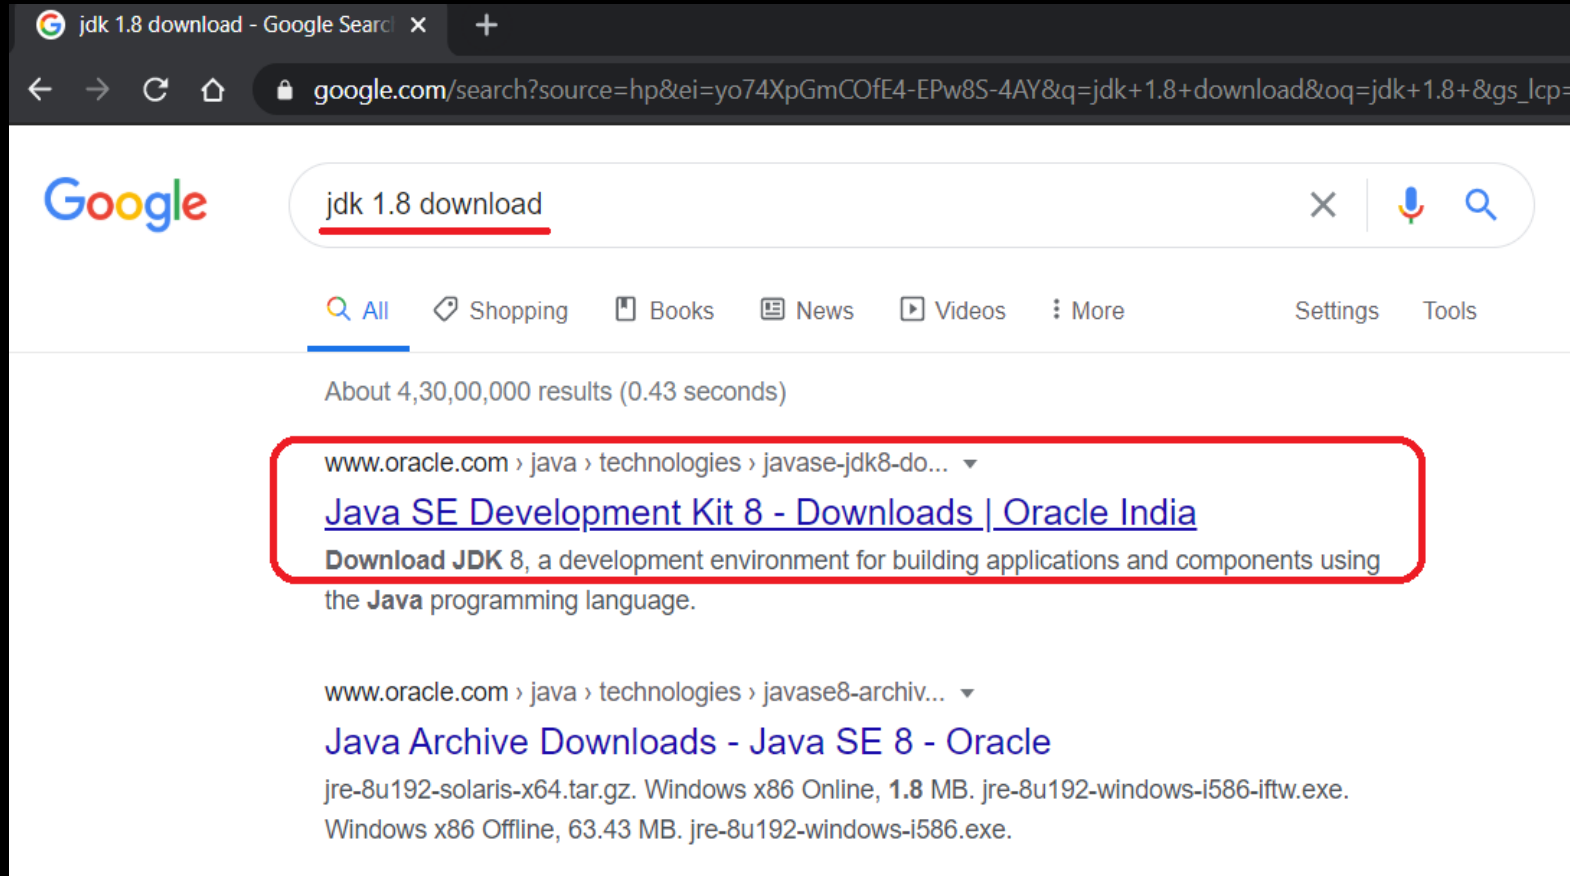 jdk 1.8 download - Google Searc
google.com/search?source=hp&ei=yo74XpGmCOfE4-EPw8S-4AY&q=jdk+1.8+download&oq=jdk+1.8+&gs_lcp=
Google
jdk 1.8 download
All Shopping Books News Videos More Settings Tools
About 4,30,00,000 results (0.43 seconds)
www.oracle.com › java › technologies › javase-jdk8-do...
Java SE Development Kit 8 - Downloads | Oracle India
Download JDK 8, a development environment for building applications and components using
the Java programming language.
www.oracle.com › java › technologies › javase8-archiv...
Java Archive Downloads - Java SE 8 - Oracle
jre-8u192-solaris-x64.tar.gz. Windows x86 Online, 1.8 MB. jre-8u192-windows-i586-iftw.exe.
Windows x86 Offline, 63.43 MB. jre-8u192-windows-i586.exe.